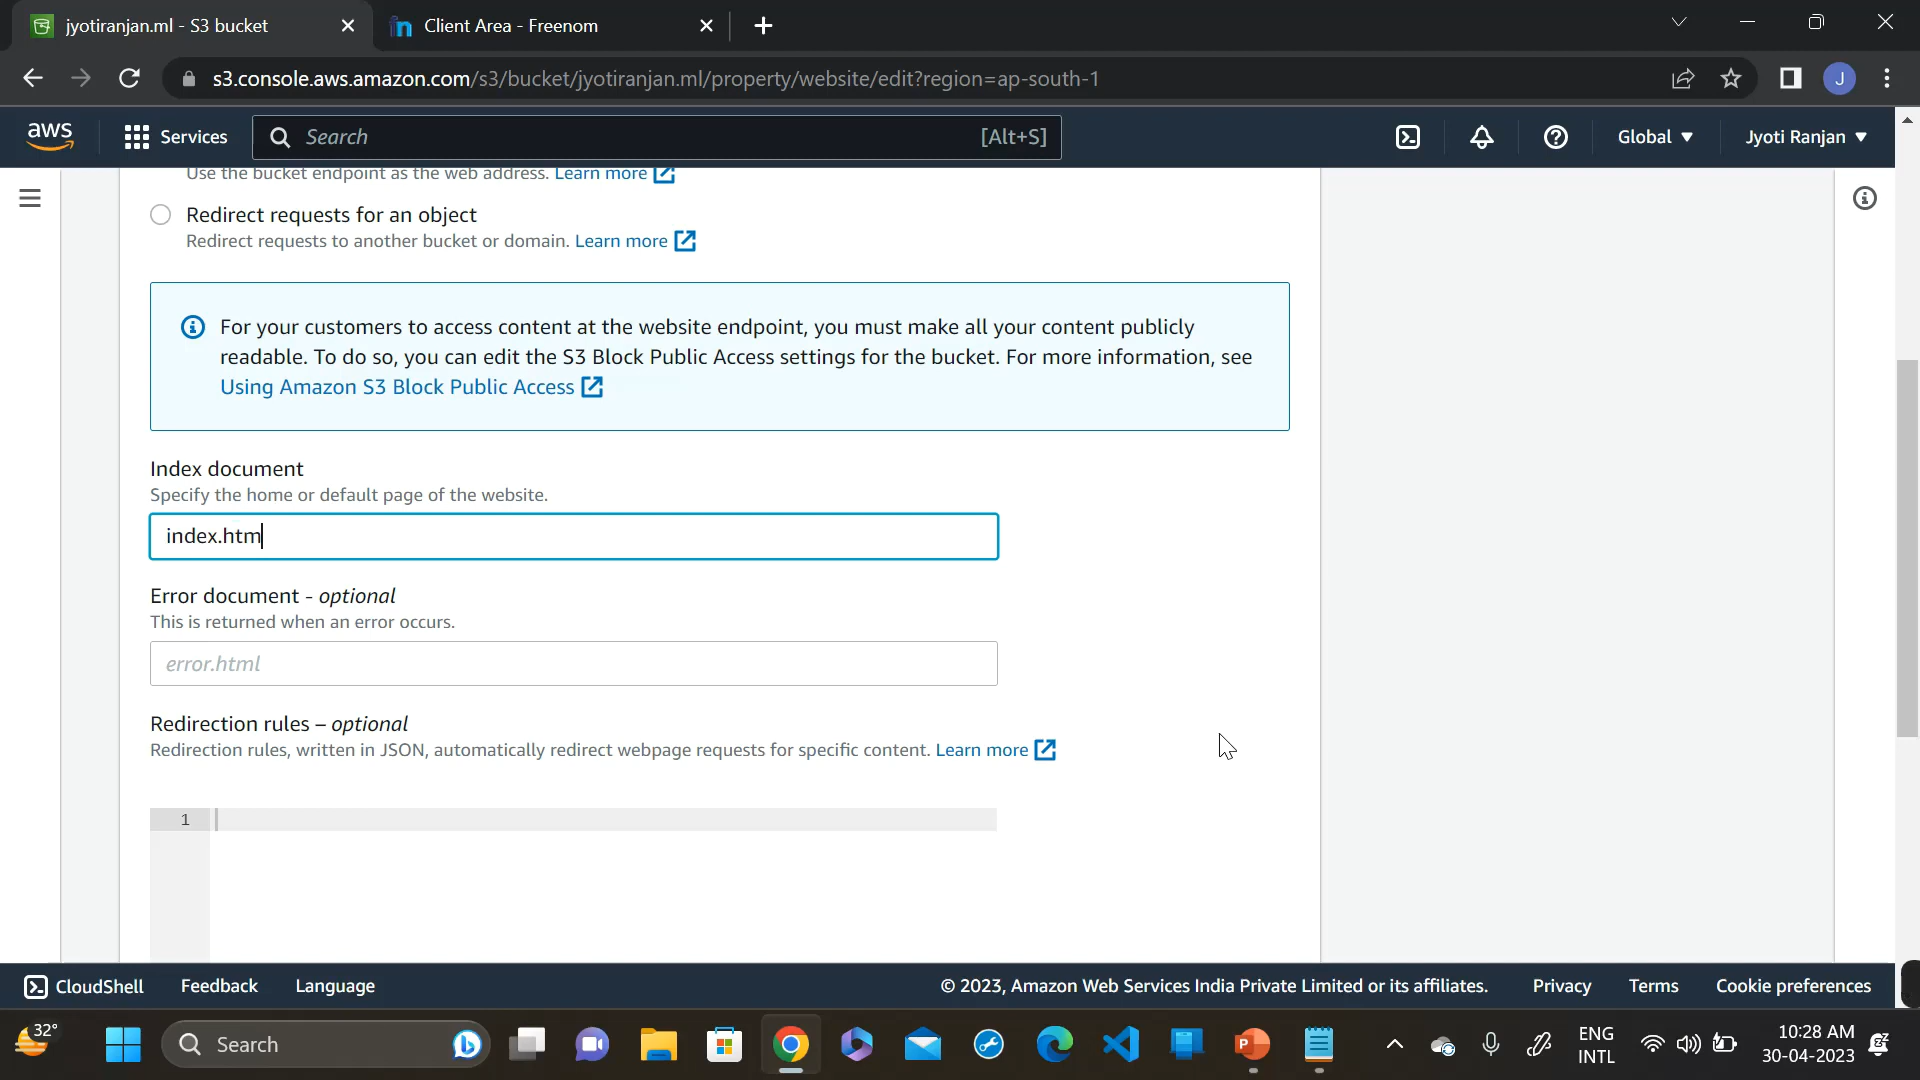 jyotiranjan.ml - S3 bucket
Client Area - Freenom
s3.console.aws.amazon.com/s3/bucket/jyotiranjan.ml/property/website/edit?region=ap-south-1
J
aws
Services
Search
[Alt+S]
Global
Jyoti Ranjan
Use the bucket endpoint as the web address. Learn more
Redirect requests for an object
Redirect requests to another bucket or domain. Learn more
For your customers to access content at the website endpoint, you must make all your content publicly
readable. To do so, you can edit the S3 Block Public Access settings for the bucket. For more information, see
Using Amazon S3 Block Public Access
Index document
Specify the home or default page of the website.
index.htm
Error document - optional
This is returned when an error occurs.
error.html
Redirection rules – optional
Redirection rules, written in JSON, automatically redirect webpage requests for specific content. Learn more
1
CloudShell
Feedback
Language
© 2023, Amazon Web Services India Private Limited or its affiliates.
Privacy
Terms
Cookie preferences
32°
Search
ENG
INTL
10:28 AM
30-04-2023